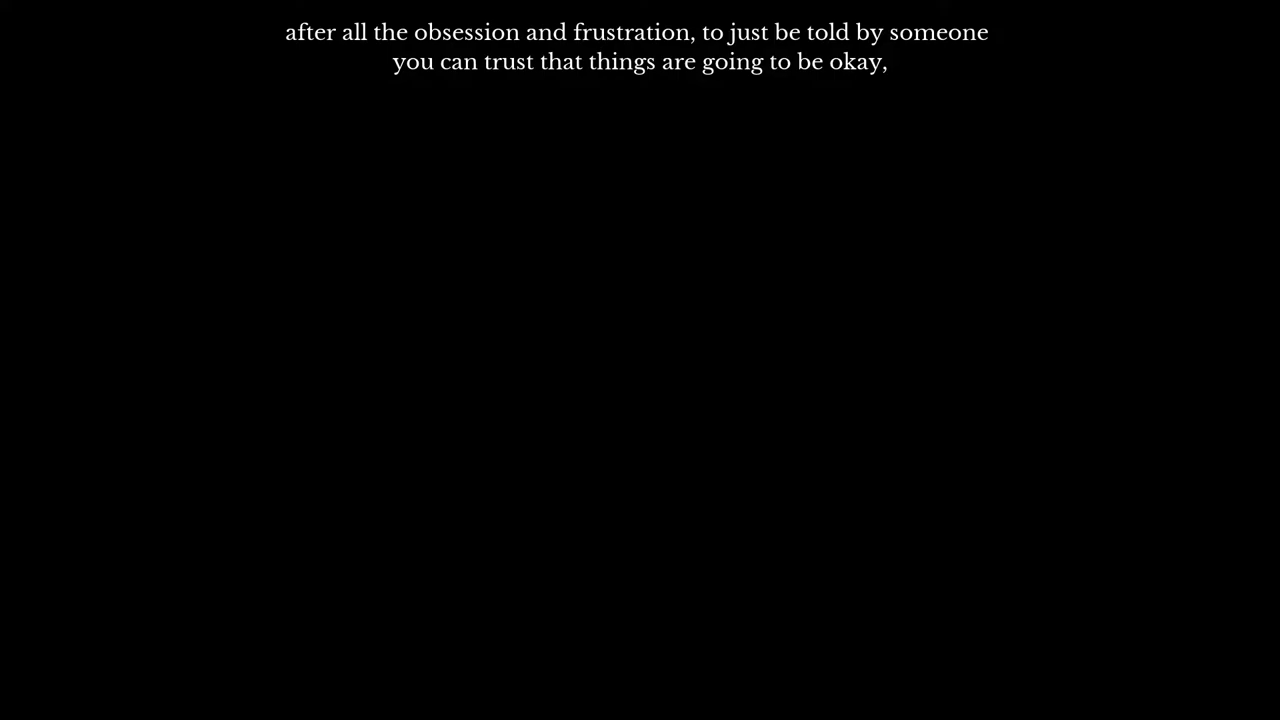 after all the obsession and frustration, to just be told by someone
you can trust that things are going to be okay,